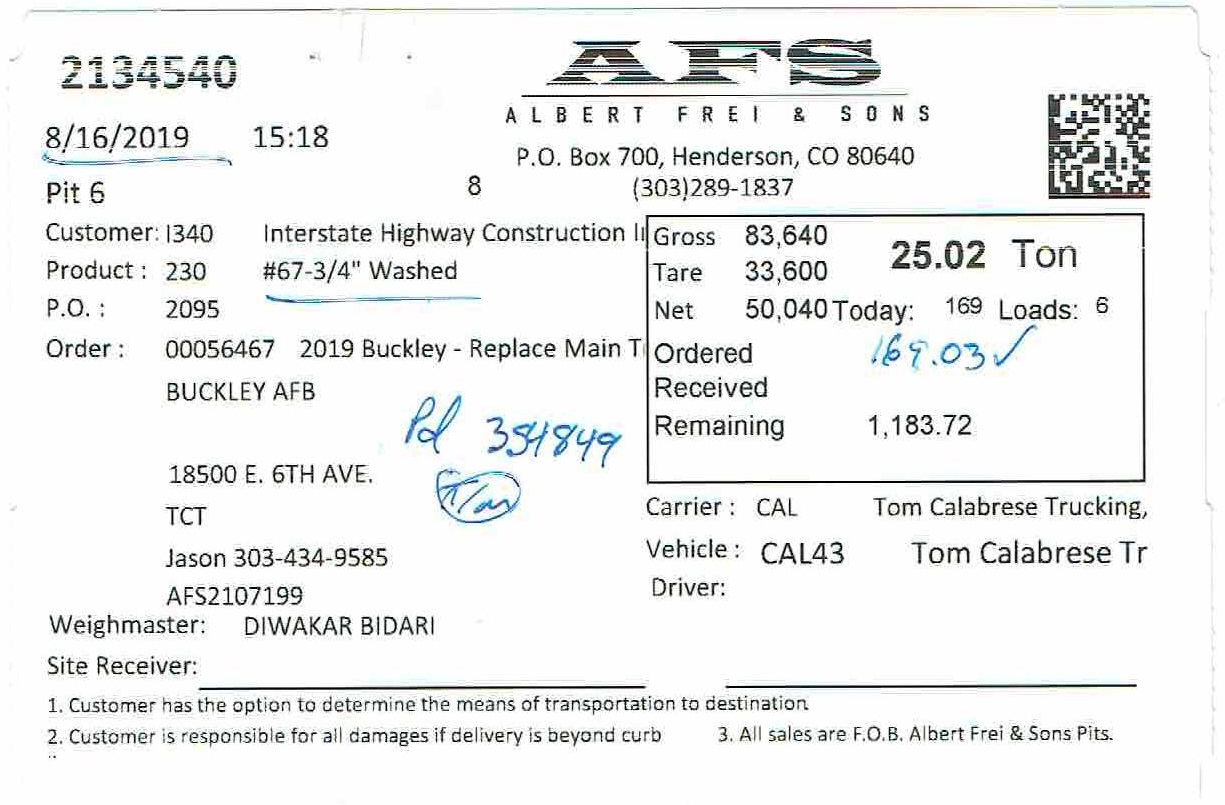 2134540
AFS
ALBERT FREI & SONS
8/16/2019 15:18
P.O. Box 700, Henderson, CO 80640
Pit 6 8 (303)289-1837
Customer: I340 Interstate Highway Construction I
Product : 230 #67-3/4" Washed
P.O. : 2095
Order : 00056467 2019 Buckley - Replace Main T
BUCKLEY AFB
18500 E. 6TH AVE.
TCT
Jason 303-434-9585
AFS2107199
Pd 354849
Gross 83,640 25.02 Ton
Tare 33,600
Net 50,040 Today: 169 Loads: 6
Ordered 169.03 ✓
Received
Remaining 1,183.72
Carrier : CAL Tom Calabrese Trucking,
Vehicle : CAL43 Tom Calabrese Tr
Driver:
Weighmaster: DIWAKAR BIDARI
Site Receiver:
1. Customer has the option to determine the means of transportation to destination
2. Customer is responsible for all damages if delivery is beyond curb 3. All sales are F.O.B. Albert Frei & Sons Pits.